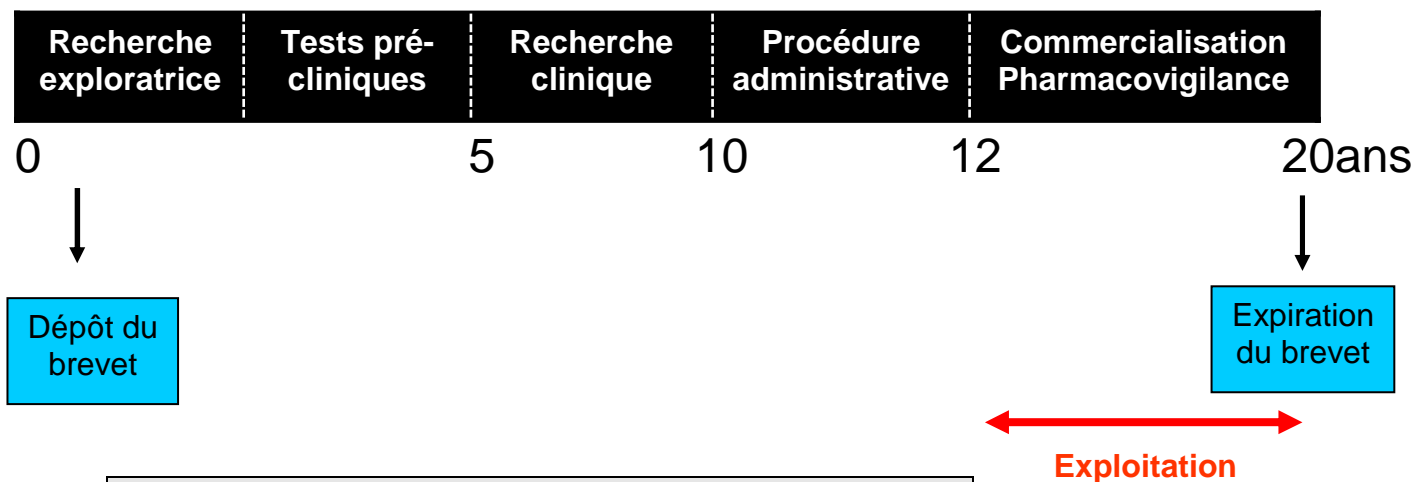 Recherche exploratrice
Tests pré-cliniques
Recherche clinique
Procédure administrative
Commercialisation Pharmacovigilance
0
5
10
12
20ans
Dépôt du
brevet
Expiration
du brevet
Exploitation